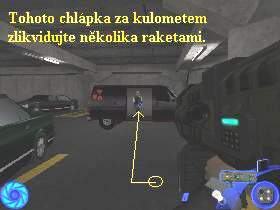 Tohoto chlápka za kulometem
zlikvidujte několika raketami.